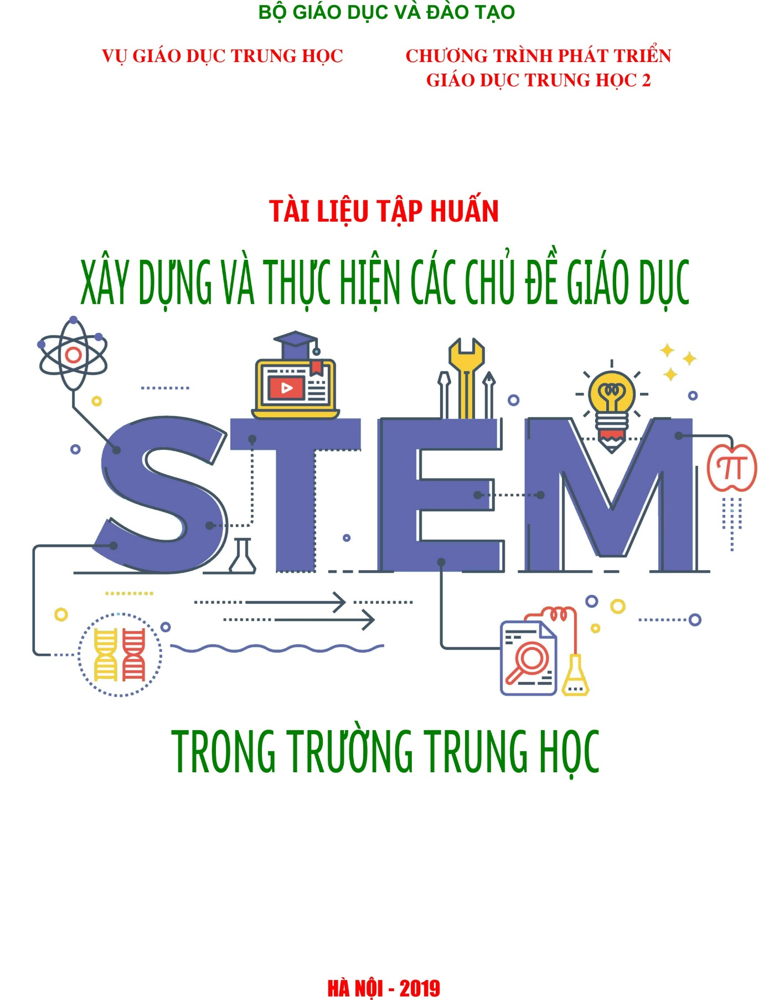 BỘ GIÁO DỤC VÀ ĐÀO TẠO
VỤ GIÁO DỤC TRUNG HỌC
CHƯƠNG TRÌNH PHÁT TRIỂN
GIÁO DỤC TRUNG HỌC 2
TÀI LIỆU TẬP HUẤN
XÂY DỰNG VÀ THỰC HIỆN CÁC CHỦ ĐỀ GIÁO DỤC
STEM
π
TRONG TRƯỜNG TRUNG HỌC
HÀ NỘI - 2019